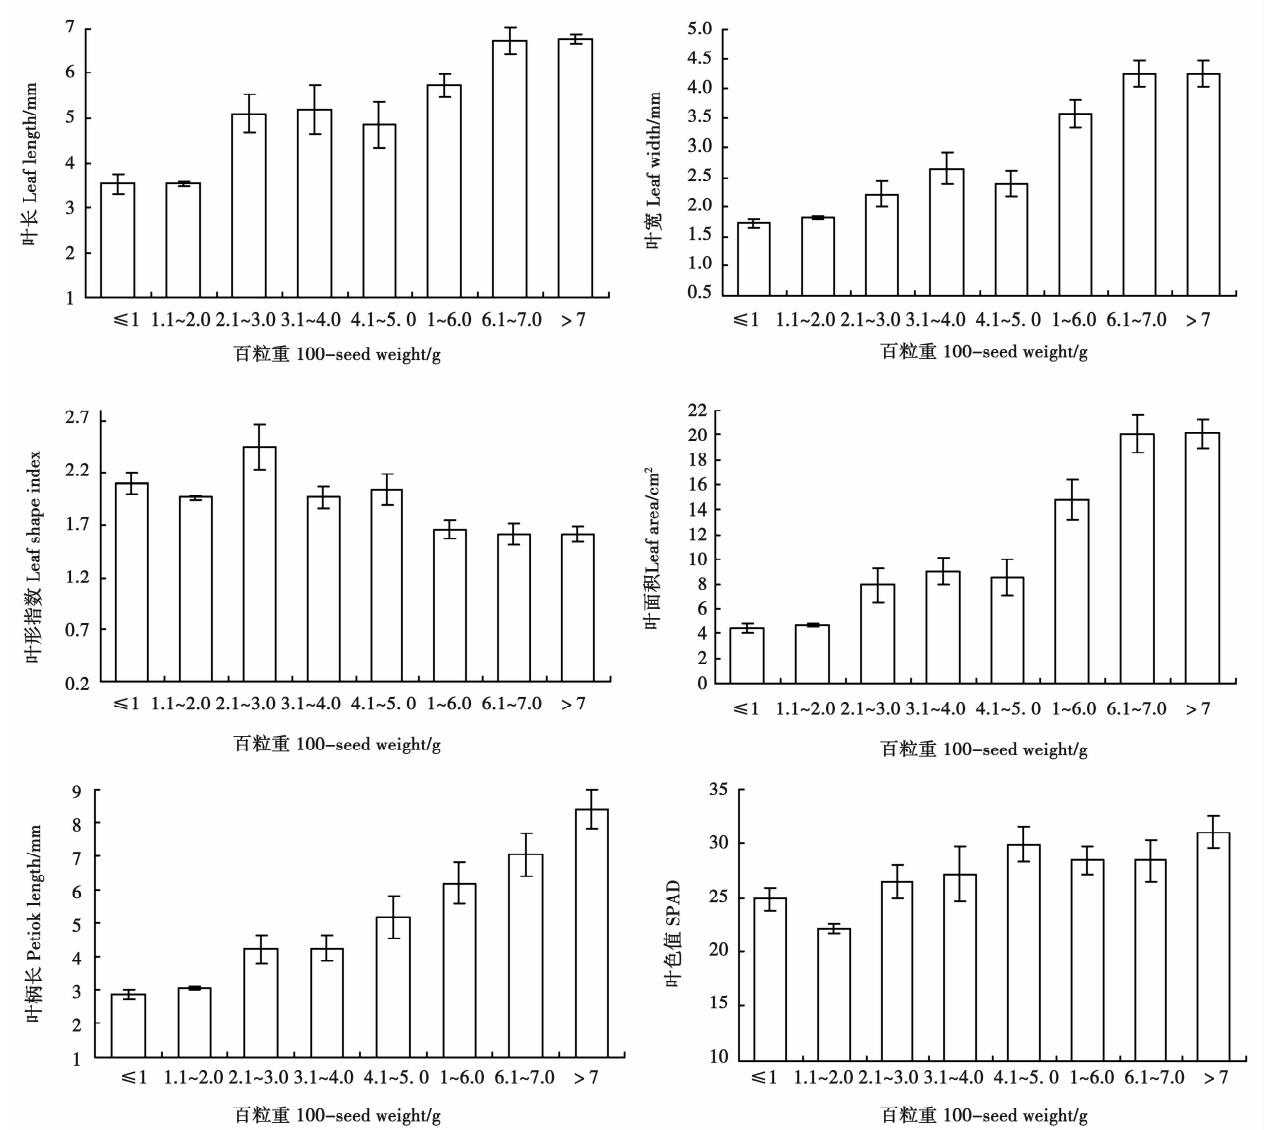 叶长 Leaf length/mm
7
6
5
4
3
2
1
≤1 1.1~2.0 2.1~3.0 3.1~4.0 4.1~5. 0 1~6.0 6.1~7.0 >7
百粒重 100-seed weight/g
叶宽 Leaf width/mm
5.0
4.5
4.0
3.5
3.0
2.5
2.0
1.5
1.0
0.5
≤1 1.1~2.0 2.1~3.0 3.1~4.0 4.1~5. 0 1~6.0 6.1~7.0 >7
百粒重 100-seed weight/g
叶形指数 Leaf shape index
2.7
2.2
1.7
1.2
0.7
0.2
≤1 1.1~2.0 2.1~3.0 3.1~4.0 4.1~5. 0 1~6.0 6.1~7.0 >7
百粒重 100-seed weight/g
叶面积Leaf area/cm²
22
20
18
16
14
12
10
8
6
4
2
0
≤1 1.1~2.0 2.1~3.0 3.1~4.0 4.1~5. 0 1~6.0 6.1~7.0 >7
百粒重 100-seed weight/g
叶柄长 Petiok length/mm
9
8
7
6
5
4
3
2
1
≤1 1.1~2.0 2.1~3.0 3.1~4.0 4.1~5. 0 1~6.0 6.1~7.0 >7
百粒重 100-seed weight/g
叶色值 SPAD
35
30
25
20
15
10
≤1 1.1~2.0 2.1~3.0 3.1~4.0 4.1~5. 0 1~6.0 6.1~7.0 >7
百粒重 100-seed weight/g